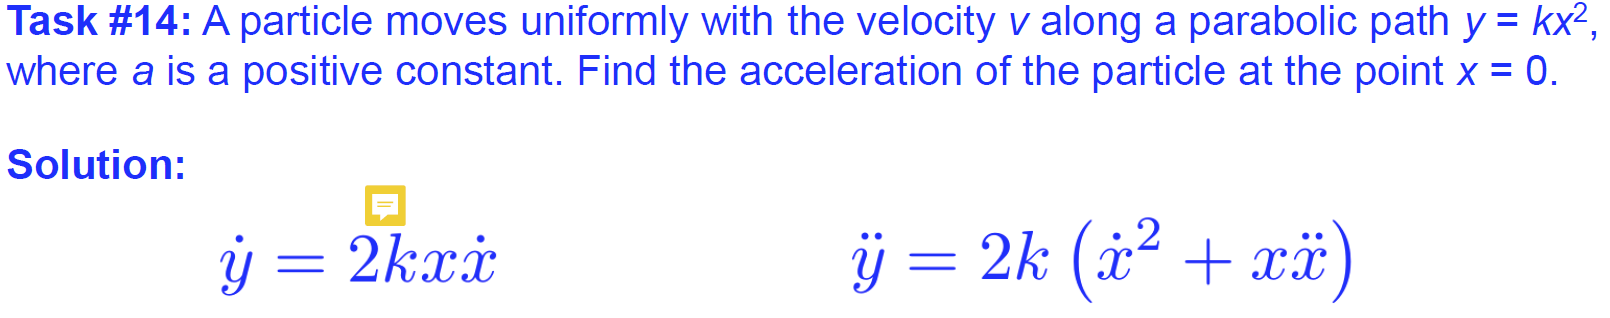 Task #14: A particle moves uniformly with the velocity v along a parabolic path y = kx²,
where a is a positive constant. Find the acceleration of the particle at the point x = 0.
Solution:
ẏ = 2kxẋ ÿ = 2k (ẋ² + xẍ)